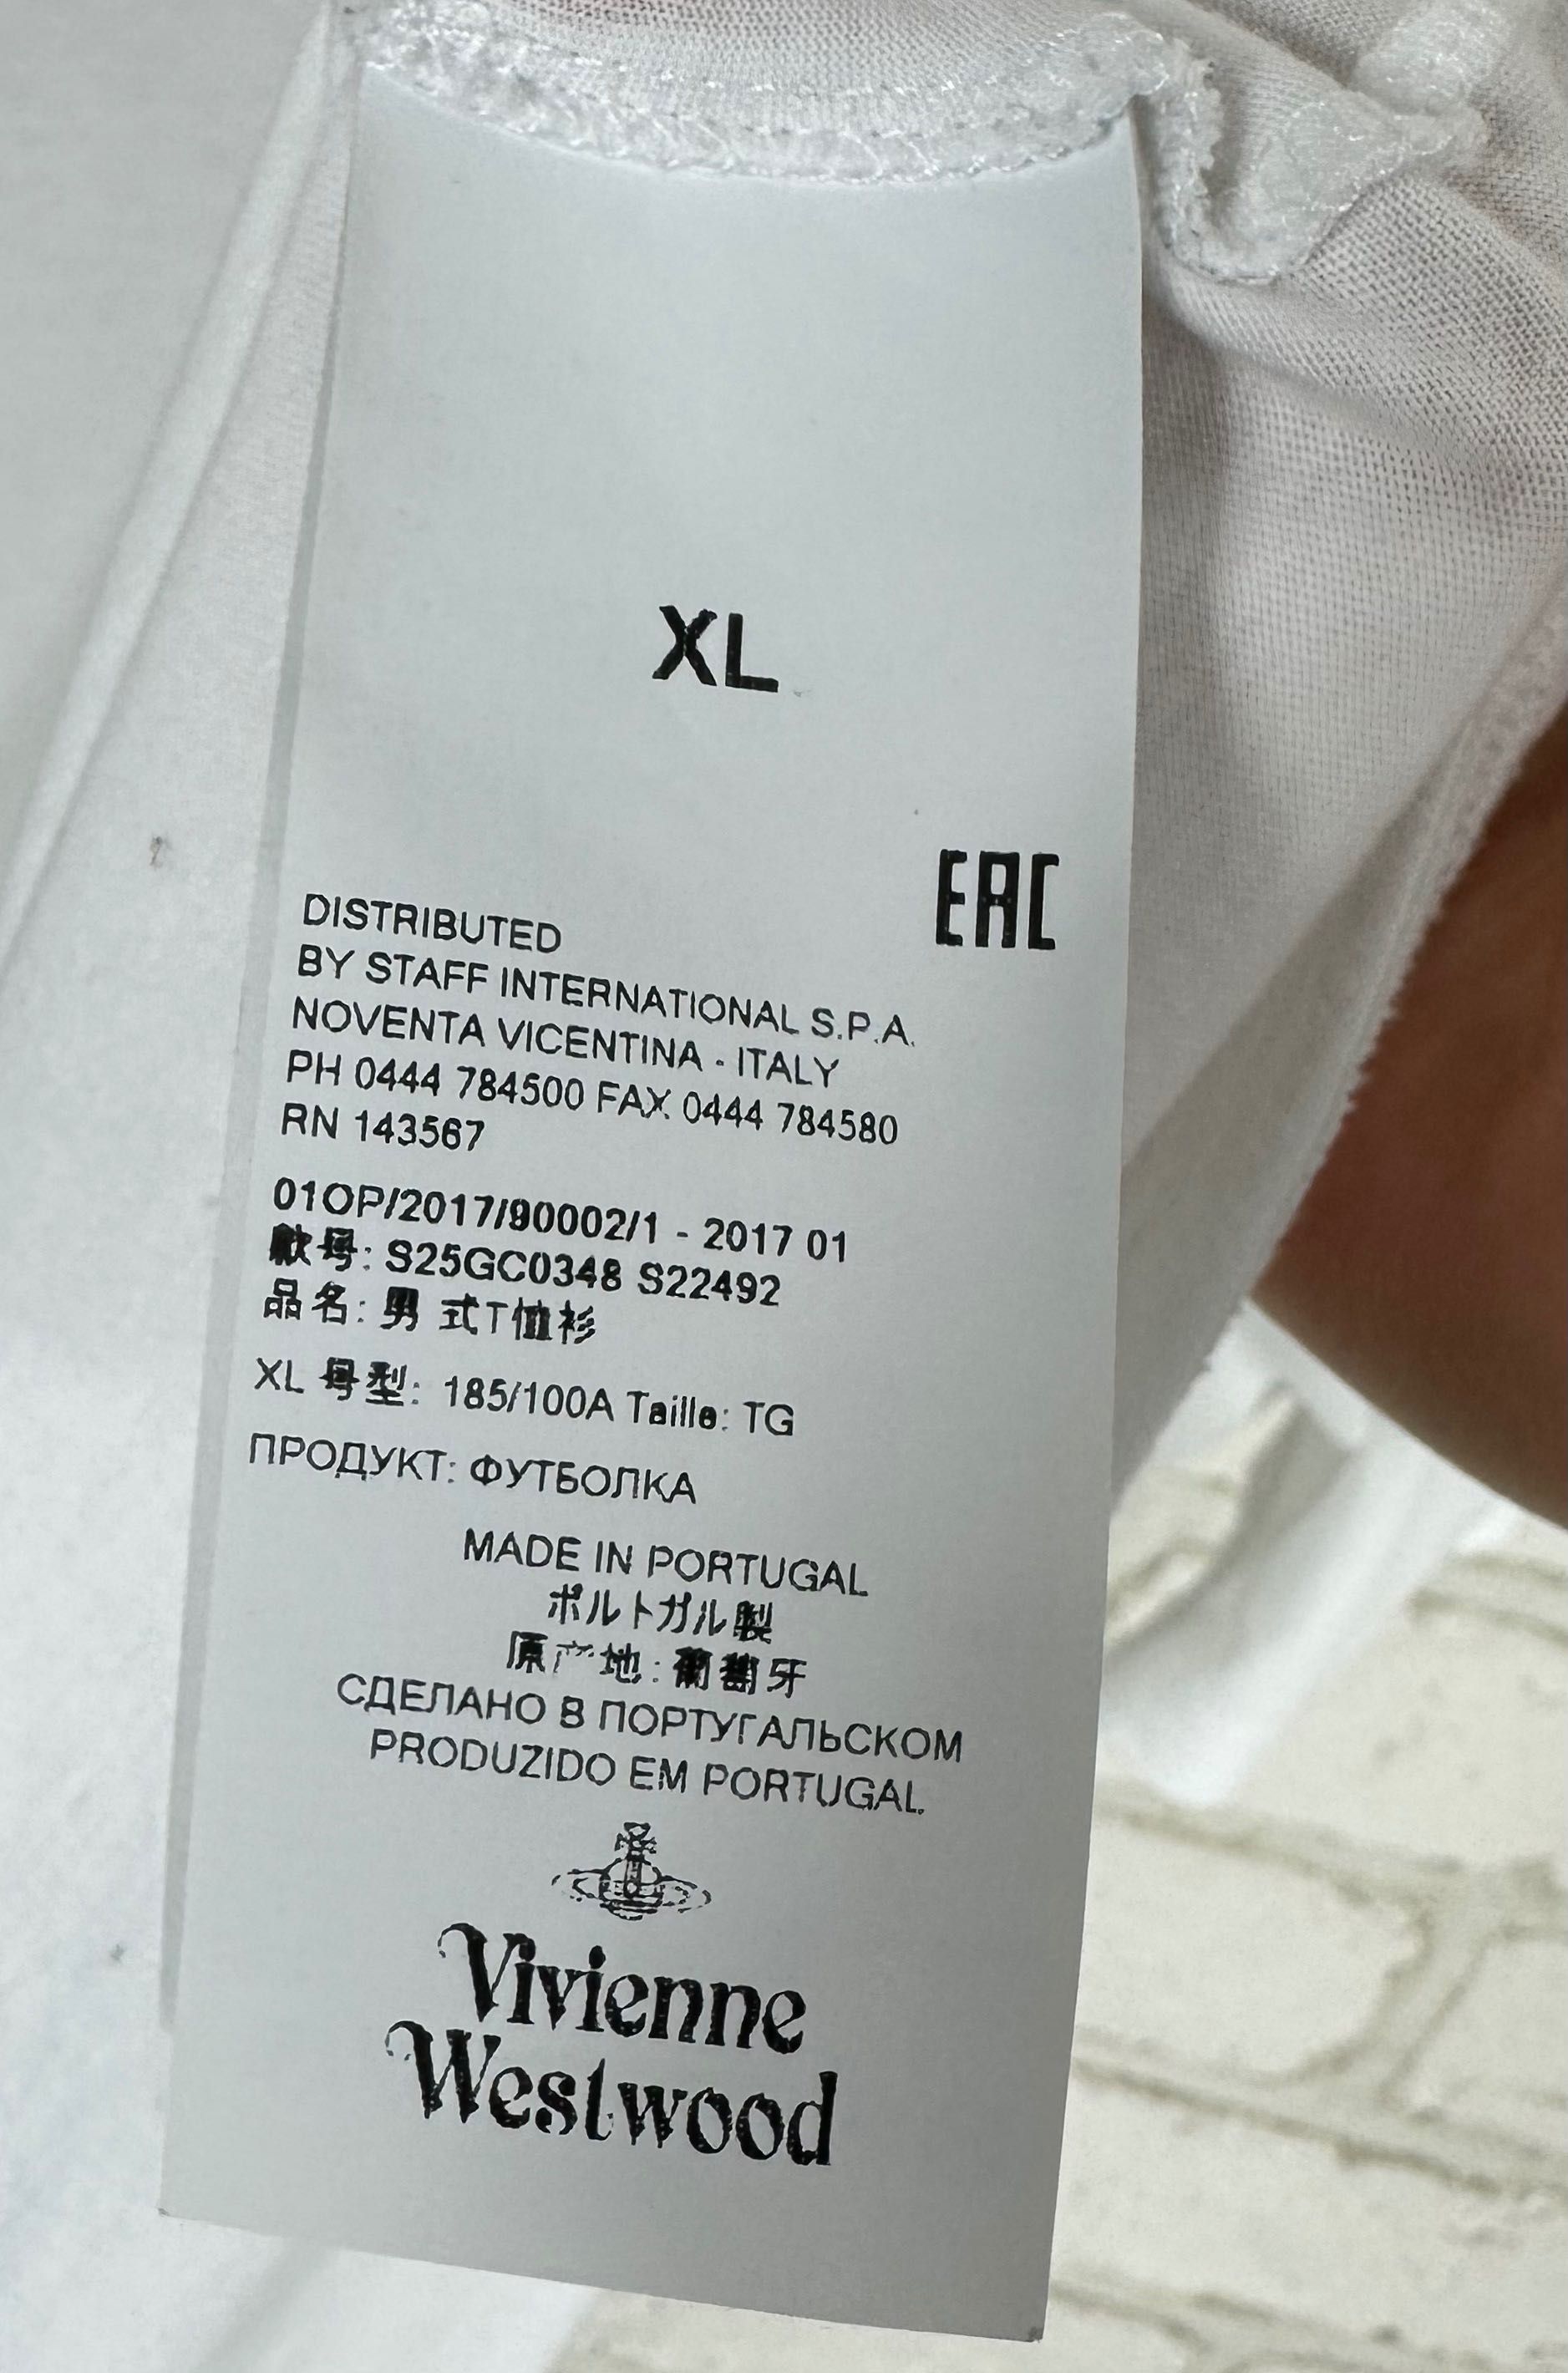 XL
EAC
DISTRIBUTED
BY STAFF INTERNATIONAL S.P.A.
NOVENTA VICENTINA - ITALY
PH 0444 784500 FAX 0444 784580
RN 143567
01OP/2017/90002/1 - 2017 01
款号: S25GC0348 S22492
品名: 男 式T恤衫
XL 号型: 185/100A Taille: TG
ПРОДУКТ: ФУТБОЛКА
MADE IN PORTUGAL
ポルトガル製
原产地: 葡萄牙
СДЕЛАНО В ПОРТУГАЛЬСКОМ
PRODUZIDO EM PORTUGAL
Vivienne
Westwood